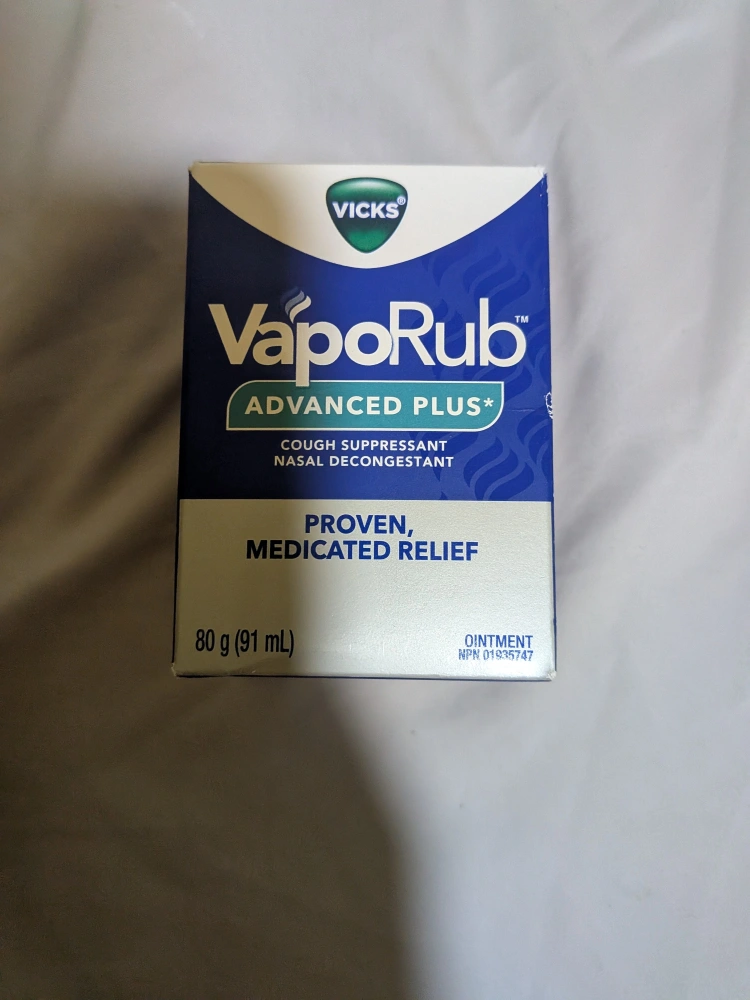 VICKS®
VapoRub™
ADVANCED PLUS*
COUGH SUPPRESSANT
NASAL DECONGESTANT
PROVEN,
MEDICATED RELIEF
80 g (91 mL)
OINTMENT
NPN 01935747